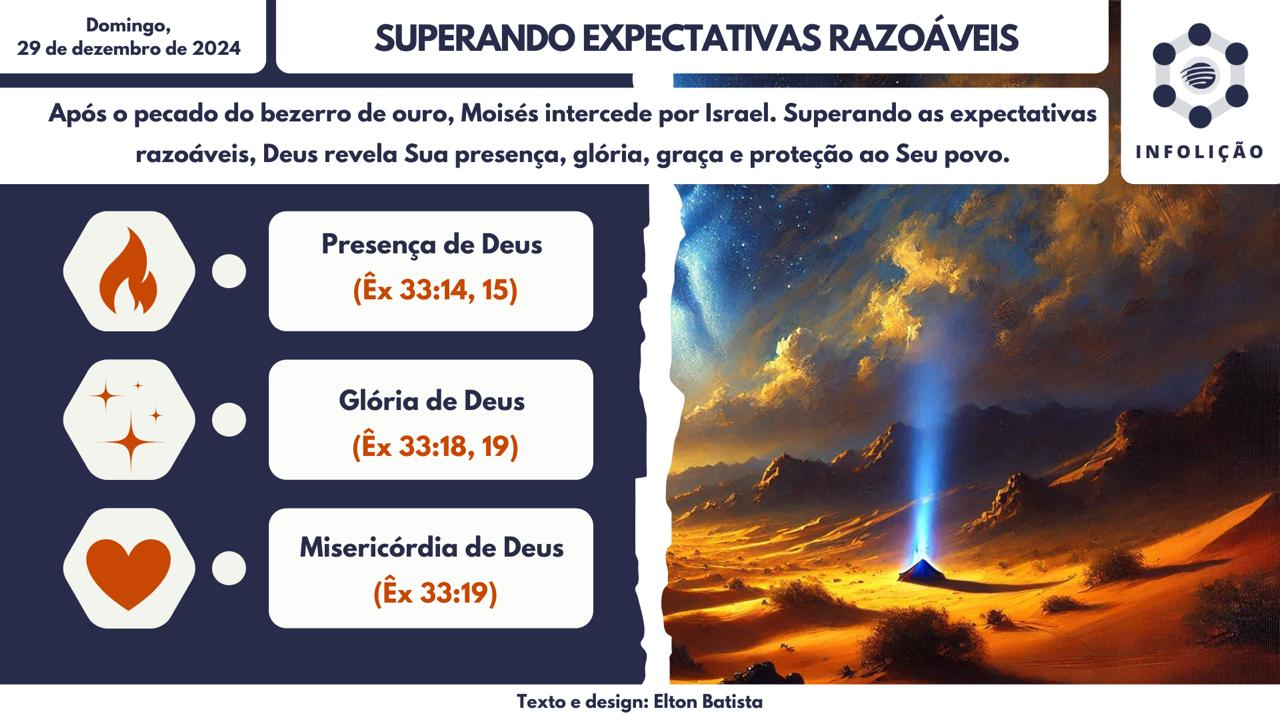 Domingo,
29 de dezembro de 2024
SUPERANDO EXPECTATIVAS RAZOÁVEIS
INFOLIÇÃO
Após o pecado do bezerro de ouro, Moisés intercede por Israel. Superando as expectativas
razoáveis, Deus revela Sua presença, glória, graça e proteção ao Seu povo.
Presença de Deus
(Êx 33:14, 15)
Glória de Deus
(Êx 33:18, 19)
Misericórdia de Deus
(Êx 33:19)
Texto e design: Elton Batista